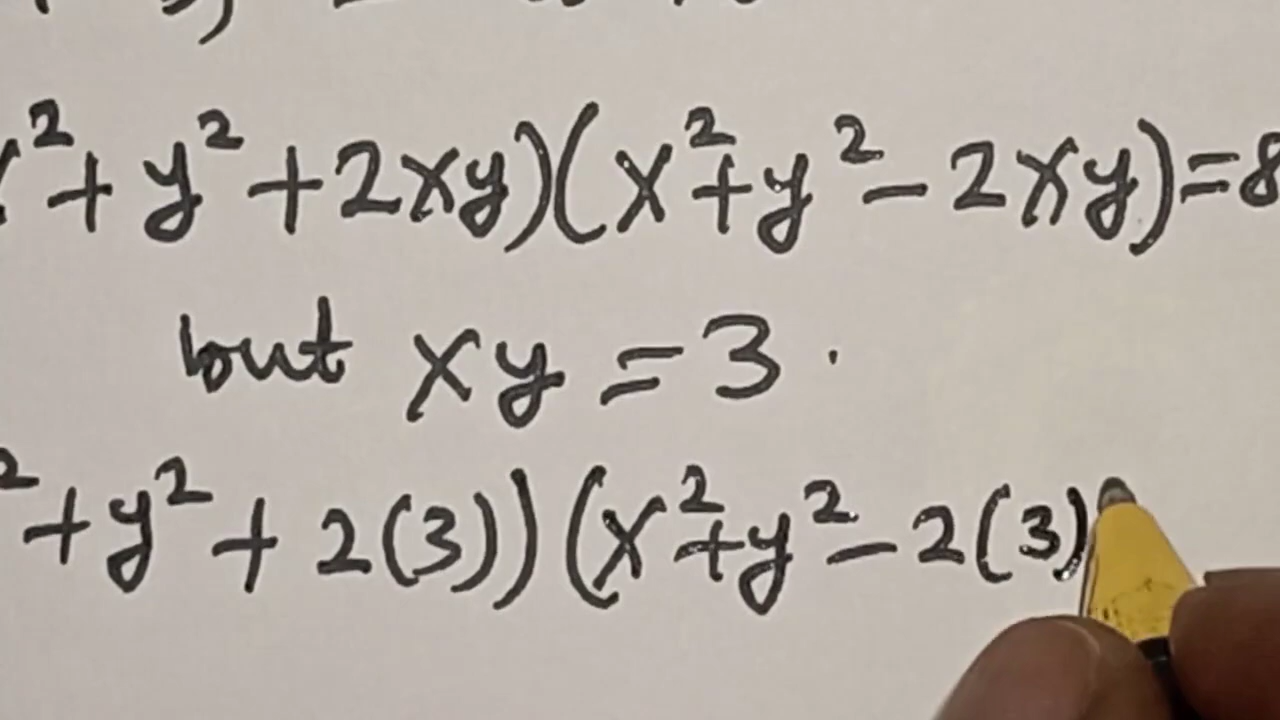 ² + y² + 2xy)(x² + y² - 2xy) = 8
but xy = 3.
² + y² + 2(3))(x² + y² - 2(3)